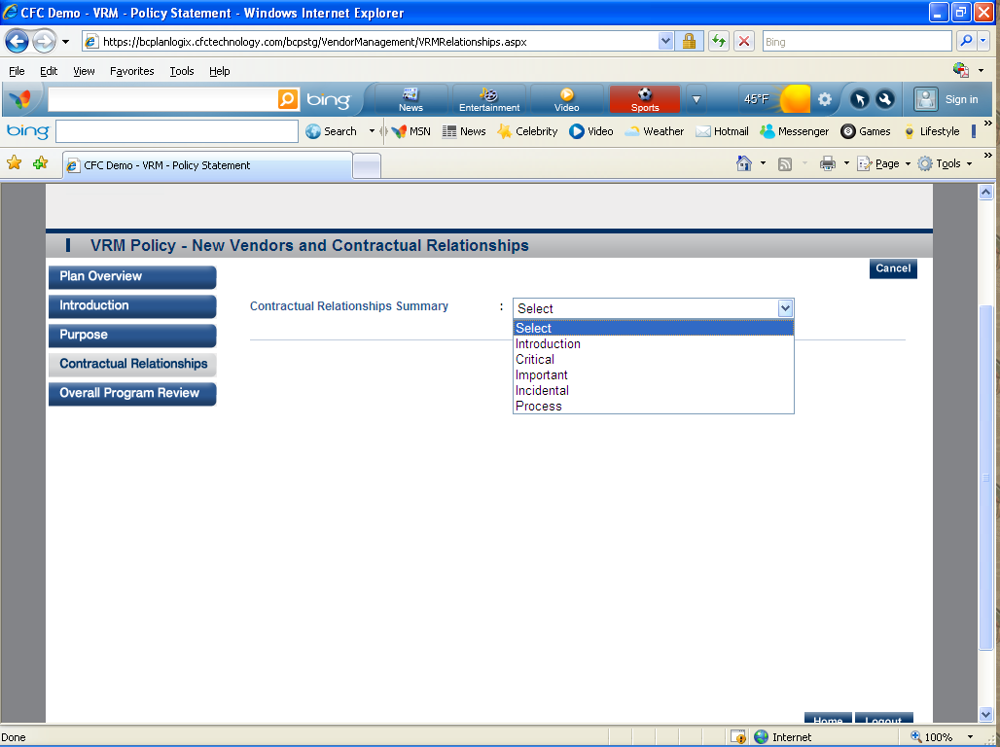 CFC Demo - VRM - Policy Statement - Windows Internet Explorer
https://bcplanlogix.cfctechnology.com/bcpstg/VendorManagement/VRMRelationships.aspx
Bing
File Edit View Favorites Tools Help
bing News Entertainment Video Sports 45°F Sign in
bing Search MSN News Celebrity Video Weather Hotmail Messenger Games Lifestyle
CFC Demo - VRM - Policy Statement Page Tools
VRM Policy - New Vendors and Contractual Relationships
Cancel
Plan Overview
Introduction
Purpose
Contractual Relationships
Overall Program Review
Contractual Relationships Summary : Select
Select
Introduction
Critical
Important
Incidental
Process
Home Logout
Done Internet 100%